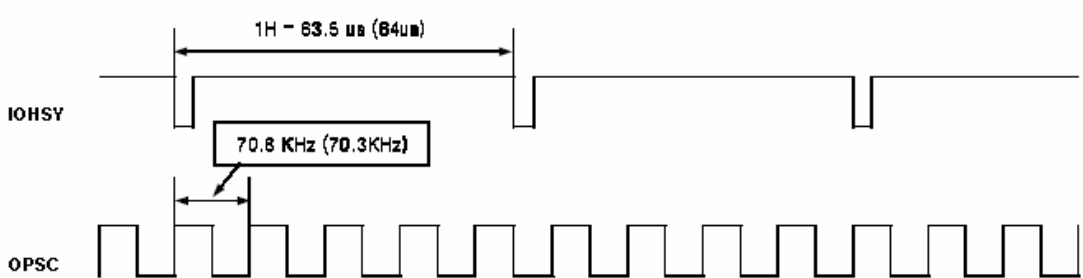 1H = 63.5 us (64us)
IOHSY
70.8 KHz (70.3KHz)
OPSC